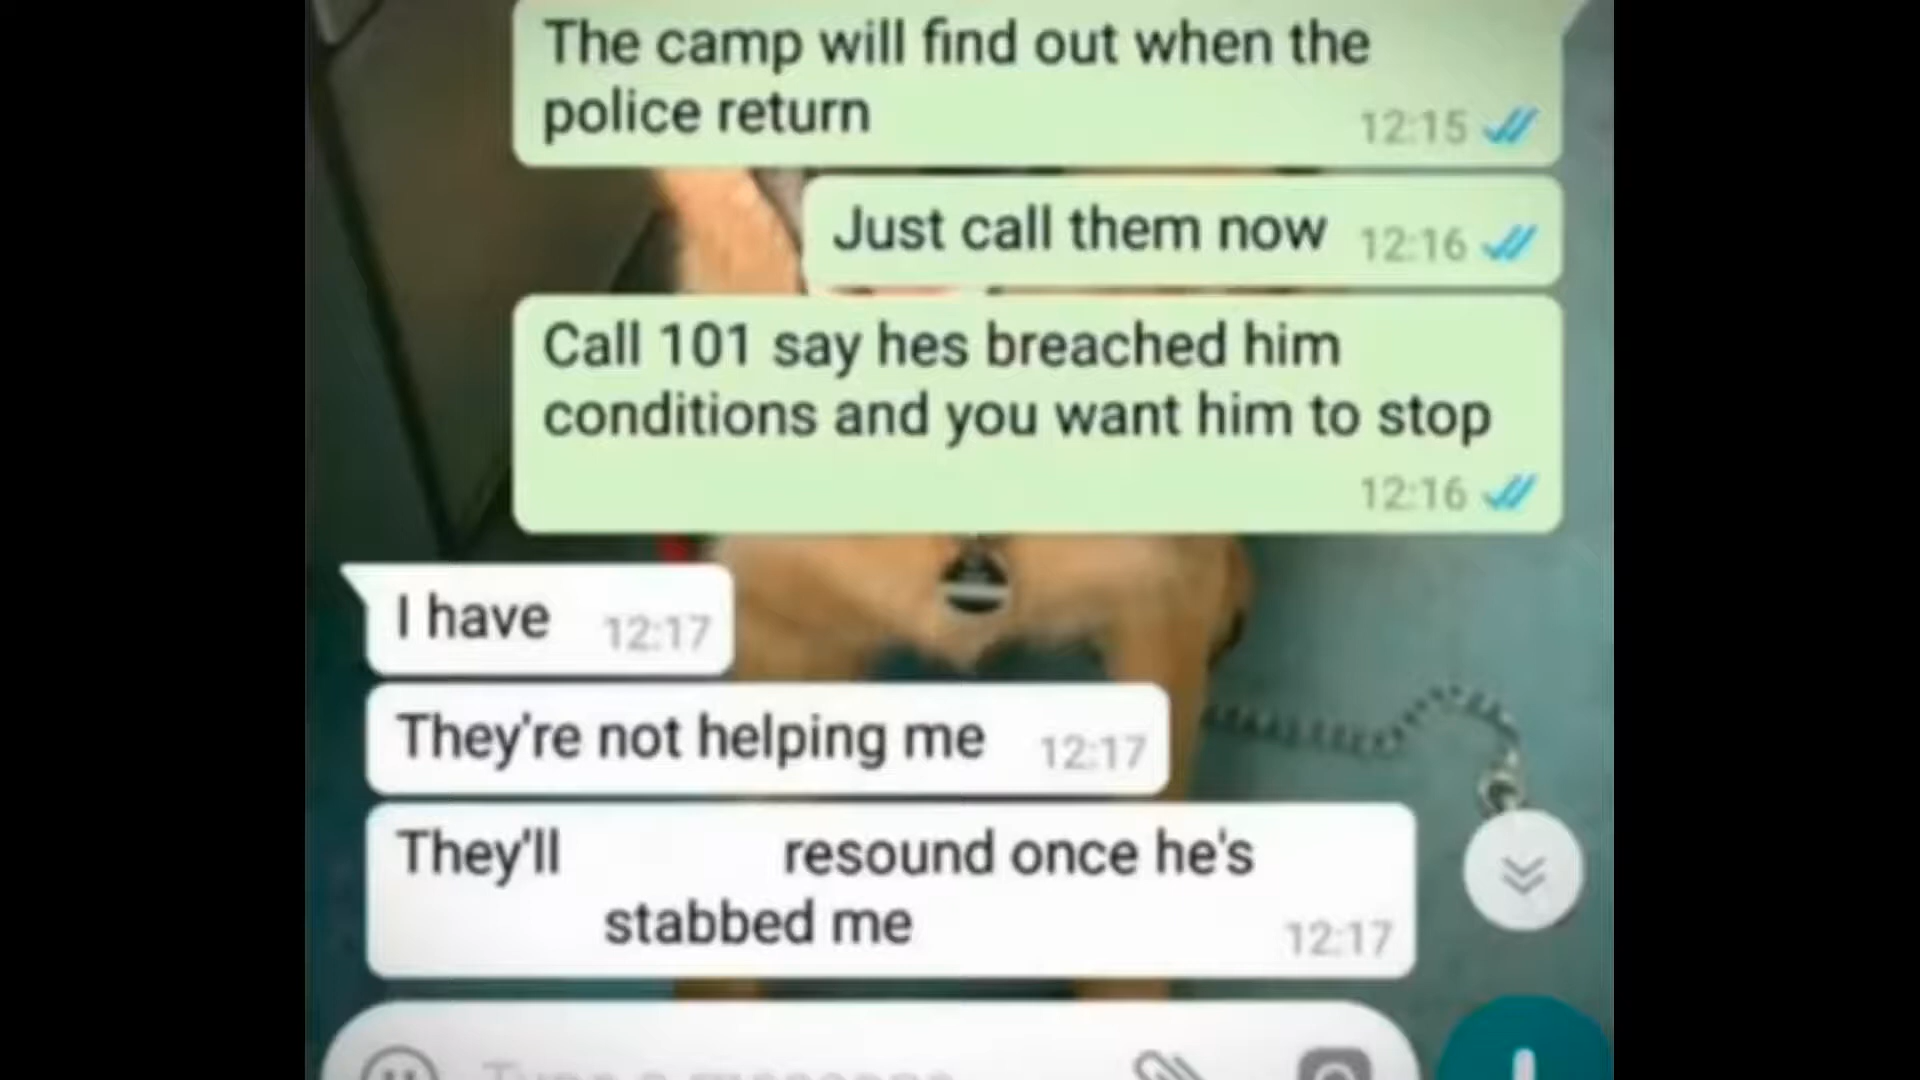 The camp will find out when the
police return
12:15
Just call them now 12:16
Call 101 say hes breached him
conditions and you want him to stop
12:16
I have 12:17
They're not helping me 12:17
They'll resound once he's
stabbed me
12:17